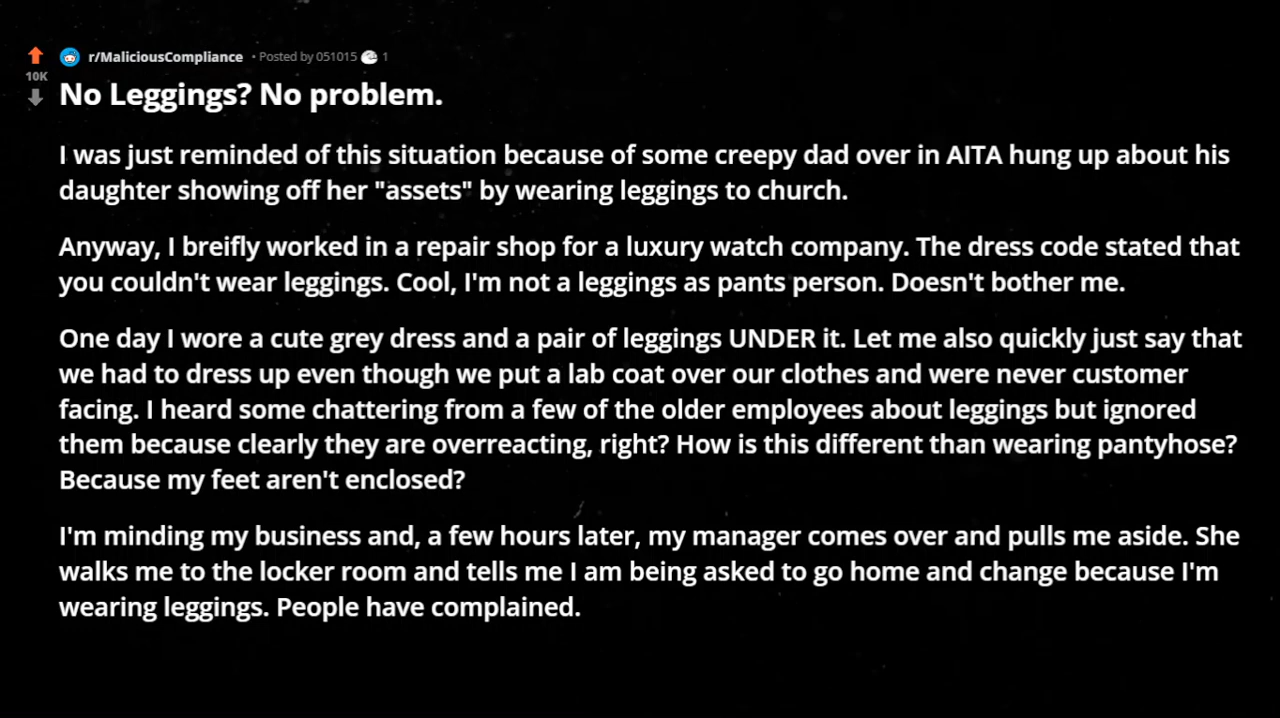 r/MaliciousCompliance • Posted by 051015 1
10K
No Leggings? No problem.
I was just reminded of this situation because of some creepy dad over in AITA hung up about his
daughter showing off her "assets" by wearing leggings to church.
Anyway, I breifly worked in a repair shop for a luxury watch company. The dress code stated that
you couldn't wear leggings. Cool, I'm not a leggings as pants person. Doesn't bother me.
One day I wore a cute grey dress and a pair of leggings UNDER it. Let me also quickly just say that
we had to dress up even though we put a lab coat over our clothes and were never customer
facing. I heard some chattering from a few of the older employees about leggings but ignored
them because clearly they are overreacting, right? How is this different than wearing pantyhose?
Because my feet aren't enclosed?
I'm minding my business and, a few hours later, my manager comes over and pulls me aside. She
walks me to the locker room and tells me I am being asked to go home and change because I'm
wearing leggings. People have complained.